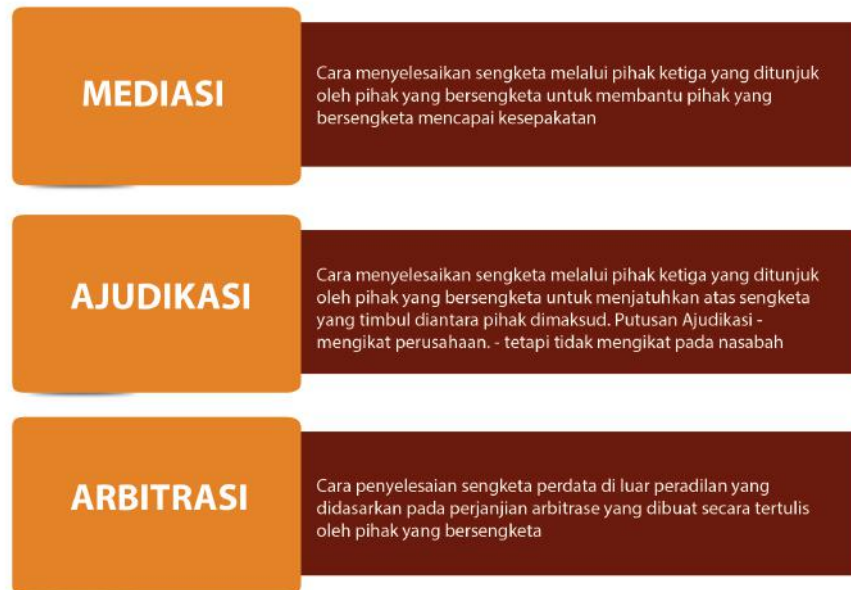 MEDIASI
Cara menyelesaikan sengketa melalui pihak ketiga yang ditunjuk
oleh pihak yang bersengketa untuk membantu pihak yang
bersengketa mencapai kesepakatan
AJUDIKASI
Cara menyelesaikan sengketa melalui pihak ketiga yang ditunjuk
oleh pihak yang bersengketa untuk menjatuhkan atas sengketa
yang timbul diantara pihak dimaksud. Putusan Ajudikasi -
mengikat perusahaan. - tetapi tidak mengikat pada nasabah
ARBITRASI
Cara penyelesaian sengketa perdata di luar peradilan yang
didasarkan pada perjanjian arbitrase yang dibuat secara tertulis
oleh pihak yang bersengketa